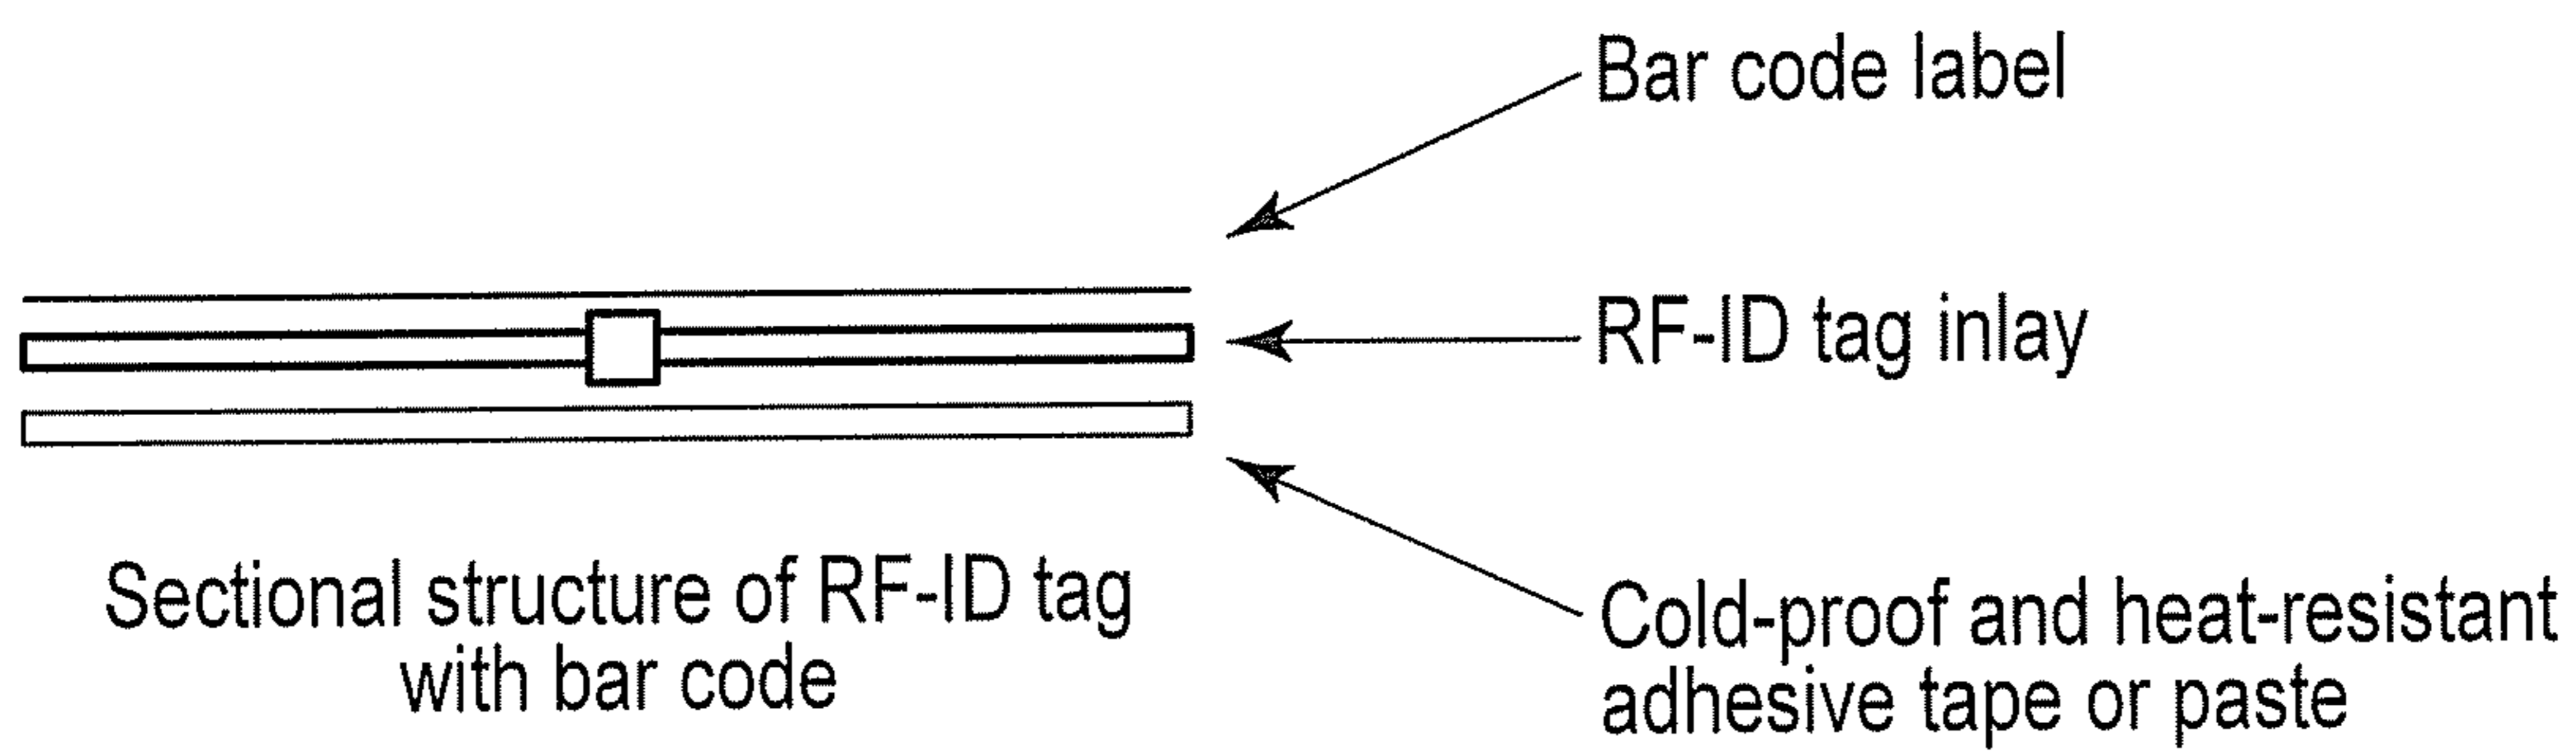 Bar code label
RF-ID tag inlay
Sectional structure of RF-ID tag
with bar code
Cold-proof and heat-resistant
adhesive tape or paste